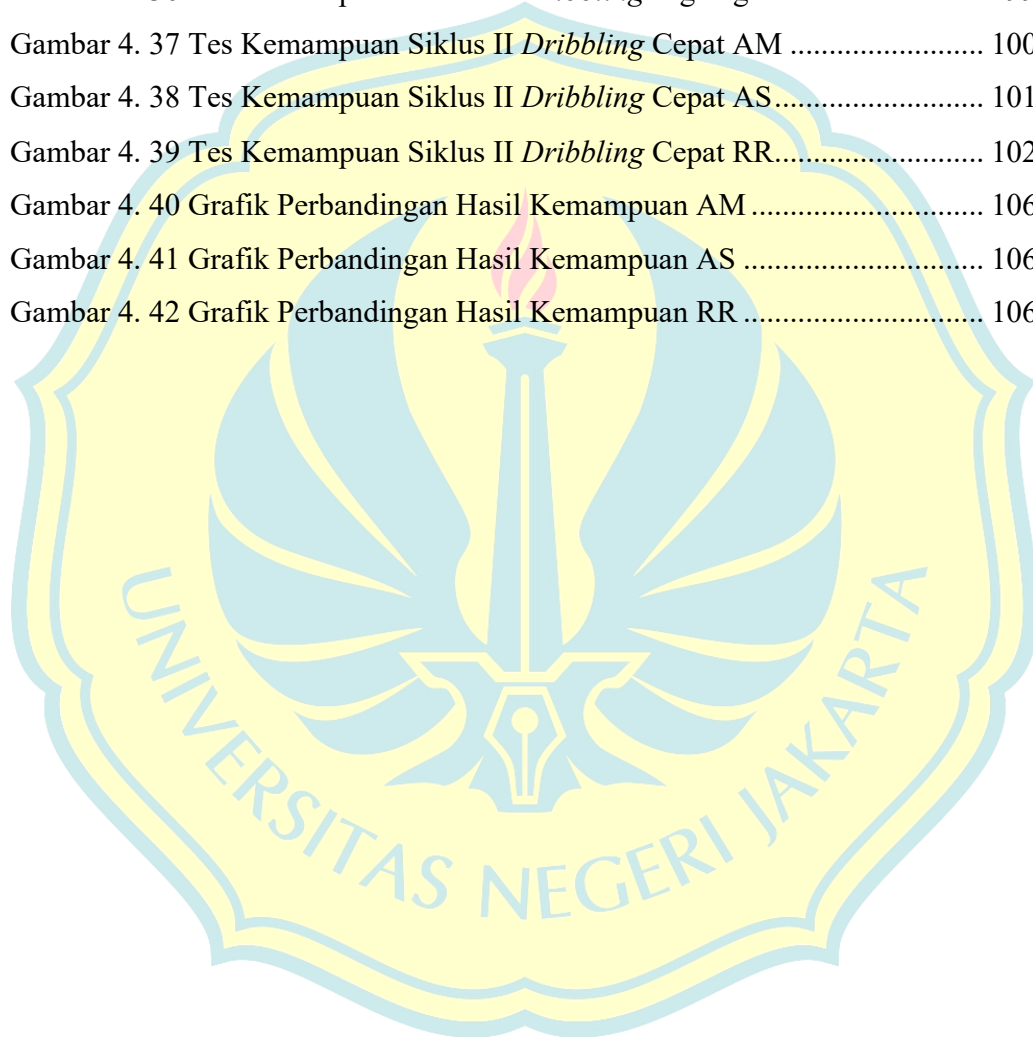 Gambar 4. 37 Tes Kemampuan Siklus II Dribbling Cepat AM ......................... 100
Gambar 4. 38 Tes Kemampuan Siklus II Dribbling Cepat AS........................... 101
Gambar 4. 39 Tes Kemampuan Siklus II Dribbling Cepat RR........................... 102
Gambar 4. 40 Grafik Perbandingan Hasil Kemampuan AM .............................. 106
Gambar 4. 41 Grafik Perbandingan Hasil Kemampuan AS ............................... 106
Gambar 4. 42 Grafik Perbandingan Hasil Kemampuan RR ............................... 106
UNIVERSITAS NEGERI JAKARTA